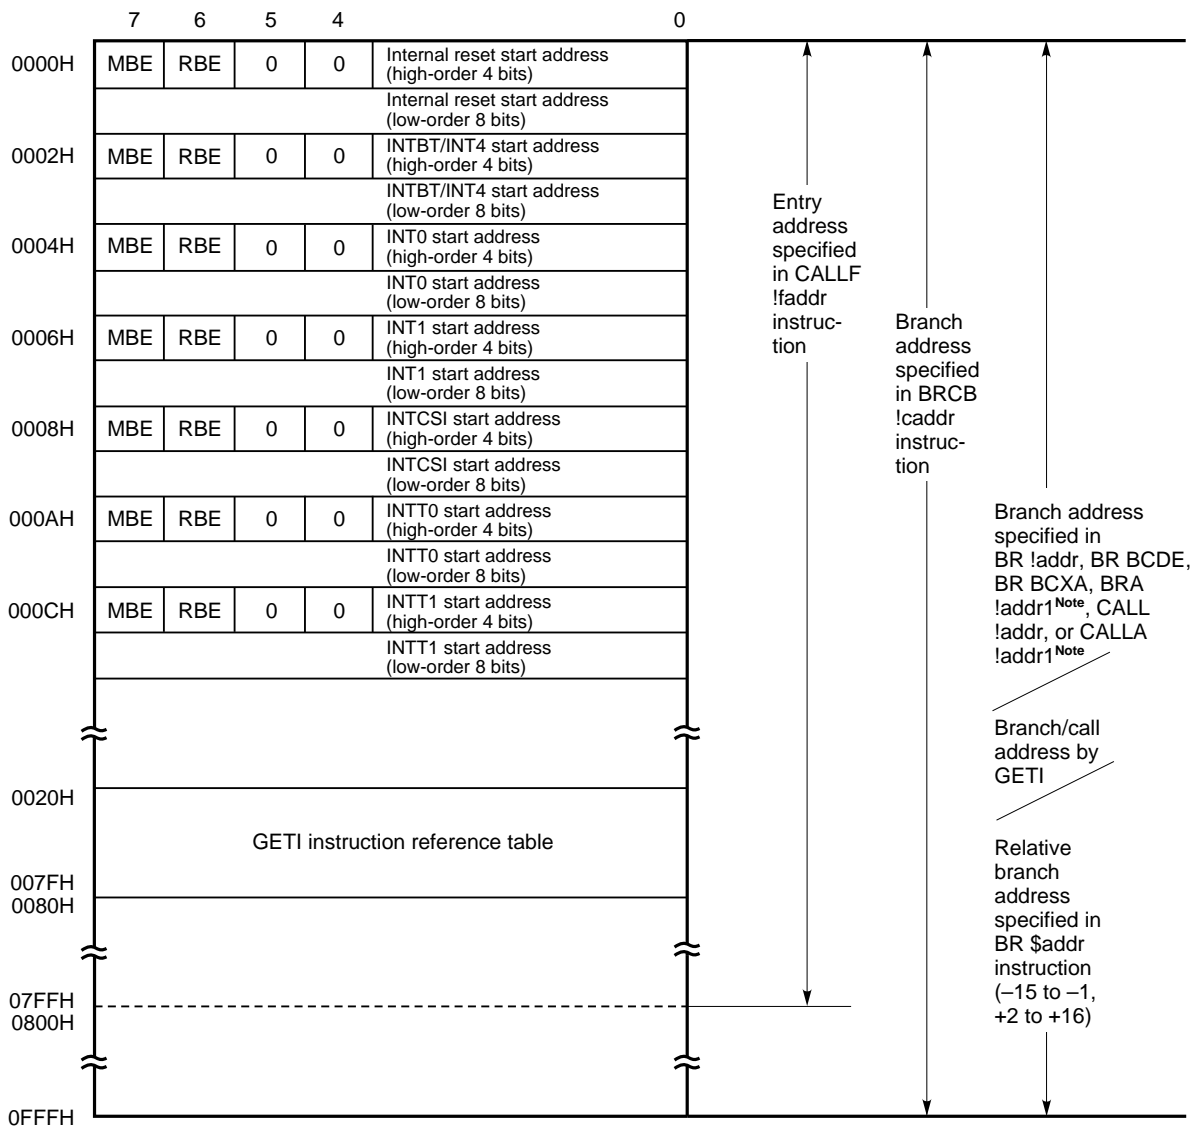 7 6 5 4 0
0000H MBE RBE 0 0 Internal reset start address
(high-order 4 bits)
Internal reset start address
(low-order 8 bits)
0002H MBE RBE 0 0 INTBT/INT4 start address
(high-order 4 bits)
INTBT/INT4 start address
(low-order 8 bits)
0004H MBE RBE 0 0 INT0 start address
(high-order 4 bits)
INT0 start address
(low-order 8 bits)
0006H MBE RBE 0 0 INT1 start address
(high-order 4 bits)
INT1 start address
(low-order 8 bits)
0008H MBE RBE 0 0 INTCSI start address
(high-order 4 bits)
INTCSI start address
(low-order 8 bits)
000AH MBE RBE 0 0 INTT0 start address
(high-order 4 bits)
INTT0 start address
(low-order 8 bits)
000CH MBE RBE 0 0 INTT1 start address
(high-order 4 bits)
INTT1 start address
(low-order 8 bits)
0020H
GETI instruction reference table
007FH
0080H
07FFH
0800H
0FFFH
Entry
address
specified
in CALLF
!faddr
instruc-
tion
Branch
address
specified
in BRCB
!caddr
instruc-
tion
Branch address
specified in
BR !addr, BR BCDE,
BR BCXA, BRA
!addr1Note, CALL
!addr, or CALLA
!addr1Note
Branch/call
address by
GETI
Relative
branch
address
specified in
BR $addr
instruction
(–15 to –1,
+2 to +16)